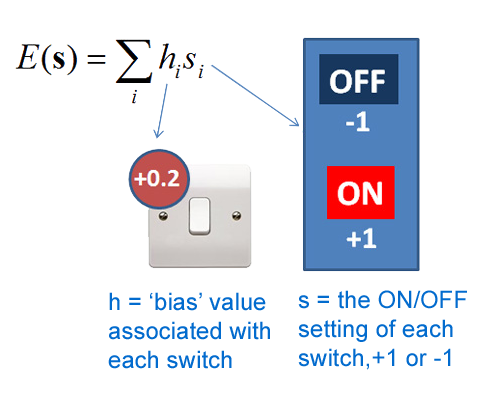 E(s) = ∑ hᵢsᵢ
i
OFF
-1
+0.2
ON
+1
h = ‘bias’ value
associated with
each switch
s = the ON/OFF
setting of each
switch,+1 or -1